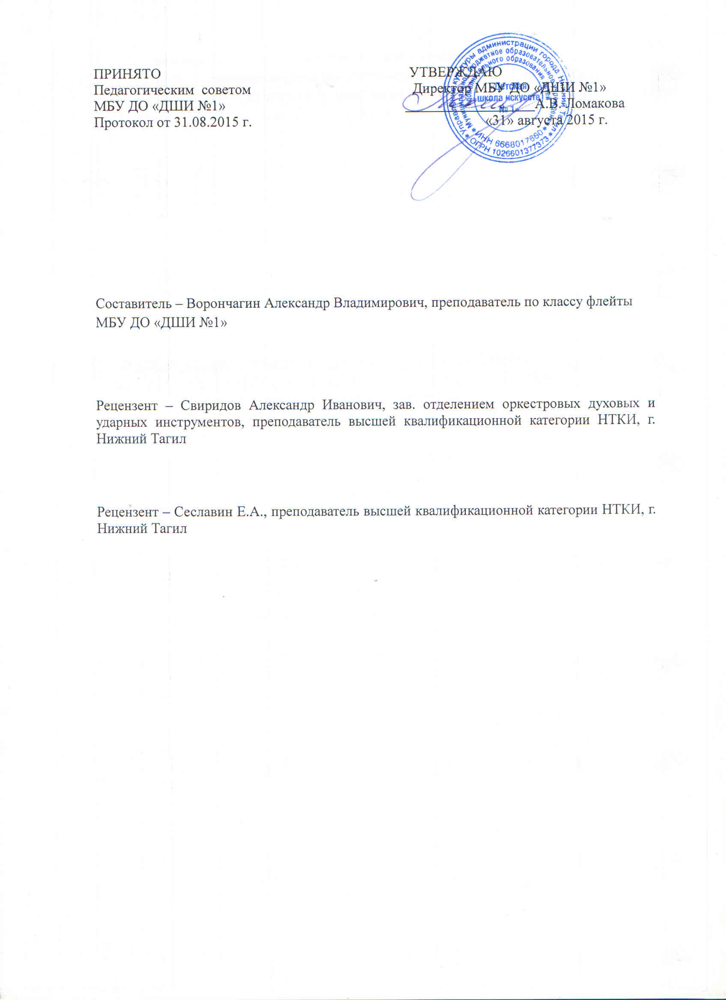 ПРИНЯТО
Педагогическим советом
МБУ ДО «ДШИ №1»
Протокол от 31.08.2015 г.
УТВЕРЖДАЮ
Директор МБУ ДО «ДШИ №1»
А.В. Ломакова
«31» августа 2015 г.
Управление культуры администрации города Нижний Тагил
* ОГРН 1026601377373 *
Муниципальное бюджетное образовательное учреждение
* ИНН 6668017660 *
дополнительного образования детей
«Детская
школа искусств
№ 1»
Составитель – Ворончагин Александр Владимирович, преподаватель по классу флейты
МБУ ДО «ДШИ №1»
Рецензент – Свиридов Александр Иванович, зав. отделением оркестровых духовых и
ударных инструментов, преподаватель высшей квалификационной категории НТКИ, г.
Нижний Тагил
Рецензент – Сеславин Е.А., преподаватель высшей квалификационной категории НТКИ, г.
Нижний Тагил